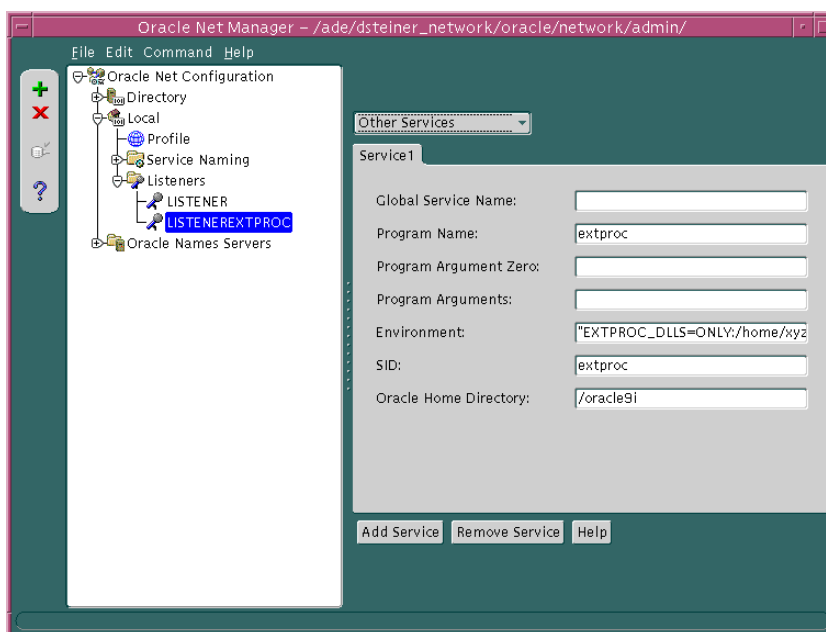 Oracle Net Manager – /ade/dsteiner_network/oracle/network/admin/
File Edit Command Help
Oracle Net Configuration
Directory
Local
Profile
Service Naming
Listeners
LISTENER
LISTENEREXTPROC
Oracle Names Servers
Other Services
Service1
Global Service Name:
Program Name: extproc
Program Argument Zero:
Program Arguments:
Environment: "EXTPROC_DLLS=ONLY:/home/xyz
SID: extproc
Oracle Home Directory: /oracle9i
Add Service Remove Service Help